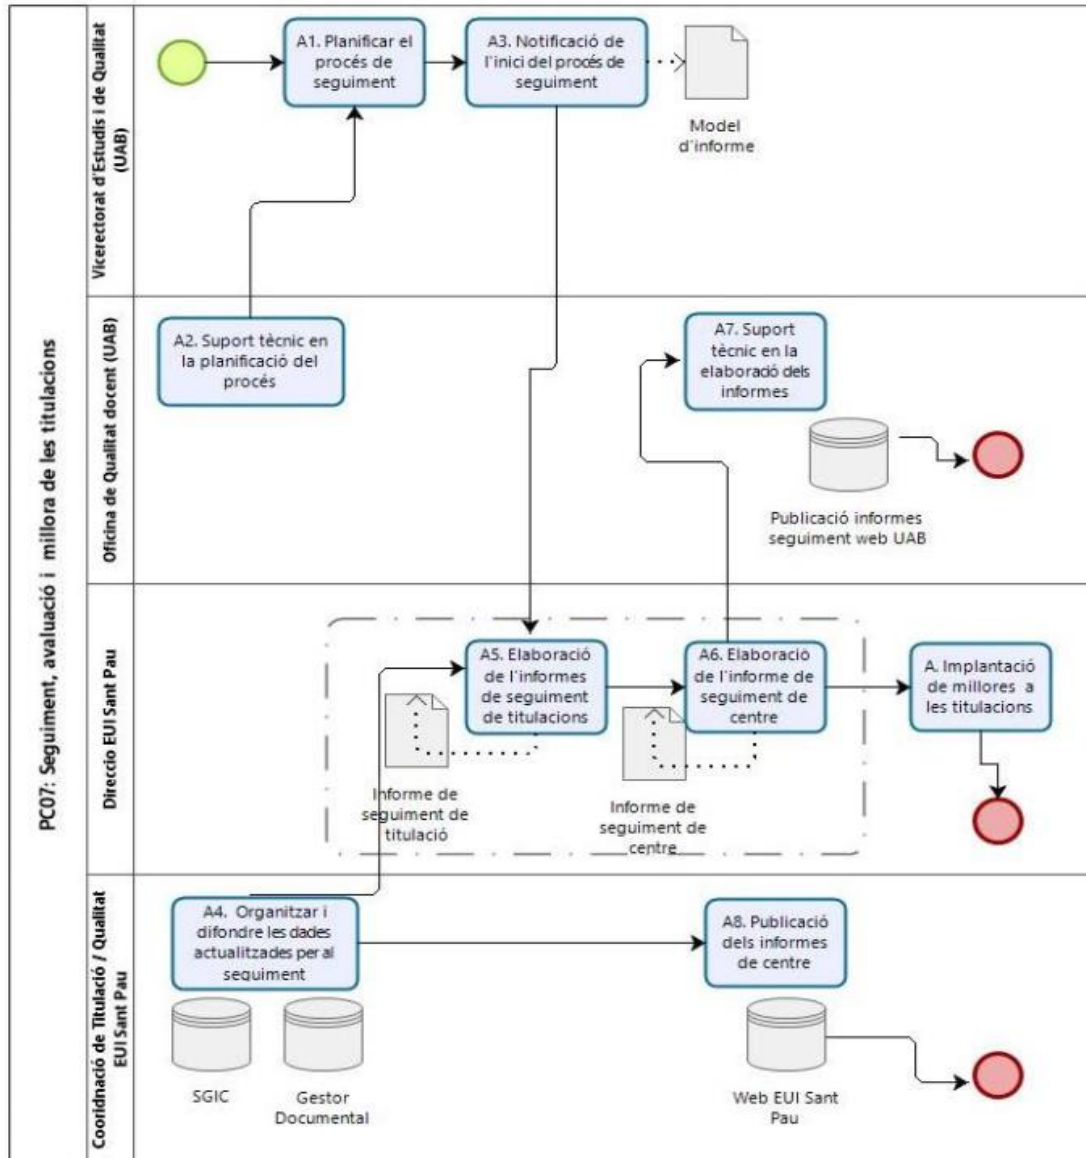 PC07: Seguiment, avaluació i millora de les titulacions
Vicerectorat d'Estudis i de Qualitat
(UAB)
A1. Planificar el
procés de
seguiment
A3. Notificació de
l'inici del procés de
seguiment
Model
d'informe
Oficina de Qualitat docent (UAB)
A2. Suport tècnic en
la planificació del
procés
A7. Suport
tècnic en la
elaboració dels
informes
Publicació informes
seguiment web UAB
Direccio EUI Sant Pau
A5. Elaboració
de l'informes
de seguiment
de titulacions
A6. Elaboració
de l'informe de
seguiment de
centre
A. Implantació
de millores a
les titulacions
Informe de
seguiment de
titulació
Informe de
seguiment de
centre
Cooridnació de Titulació / Qualitat
EUI Sant Pau
A4. Organitzar i
difondre les dades
actualitzades per al
seguiment
A8. Publicació
dels informes
de centre
SGIC
Gestor
Documental
Web EUI Sant
Pau